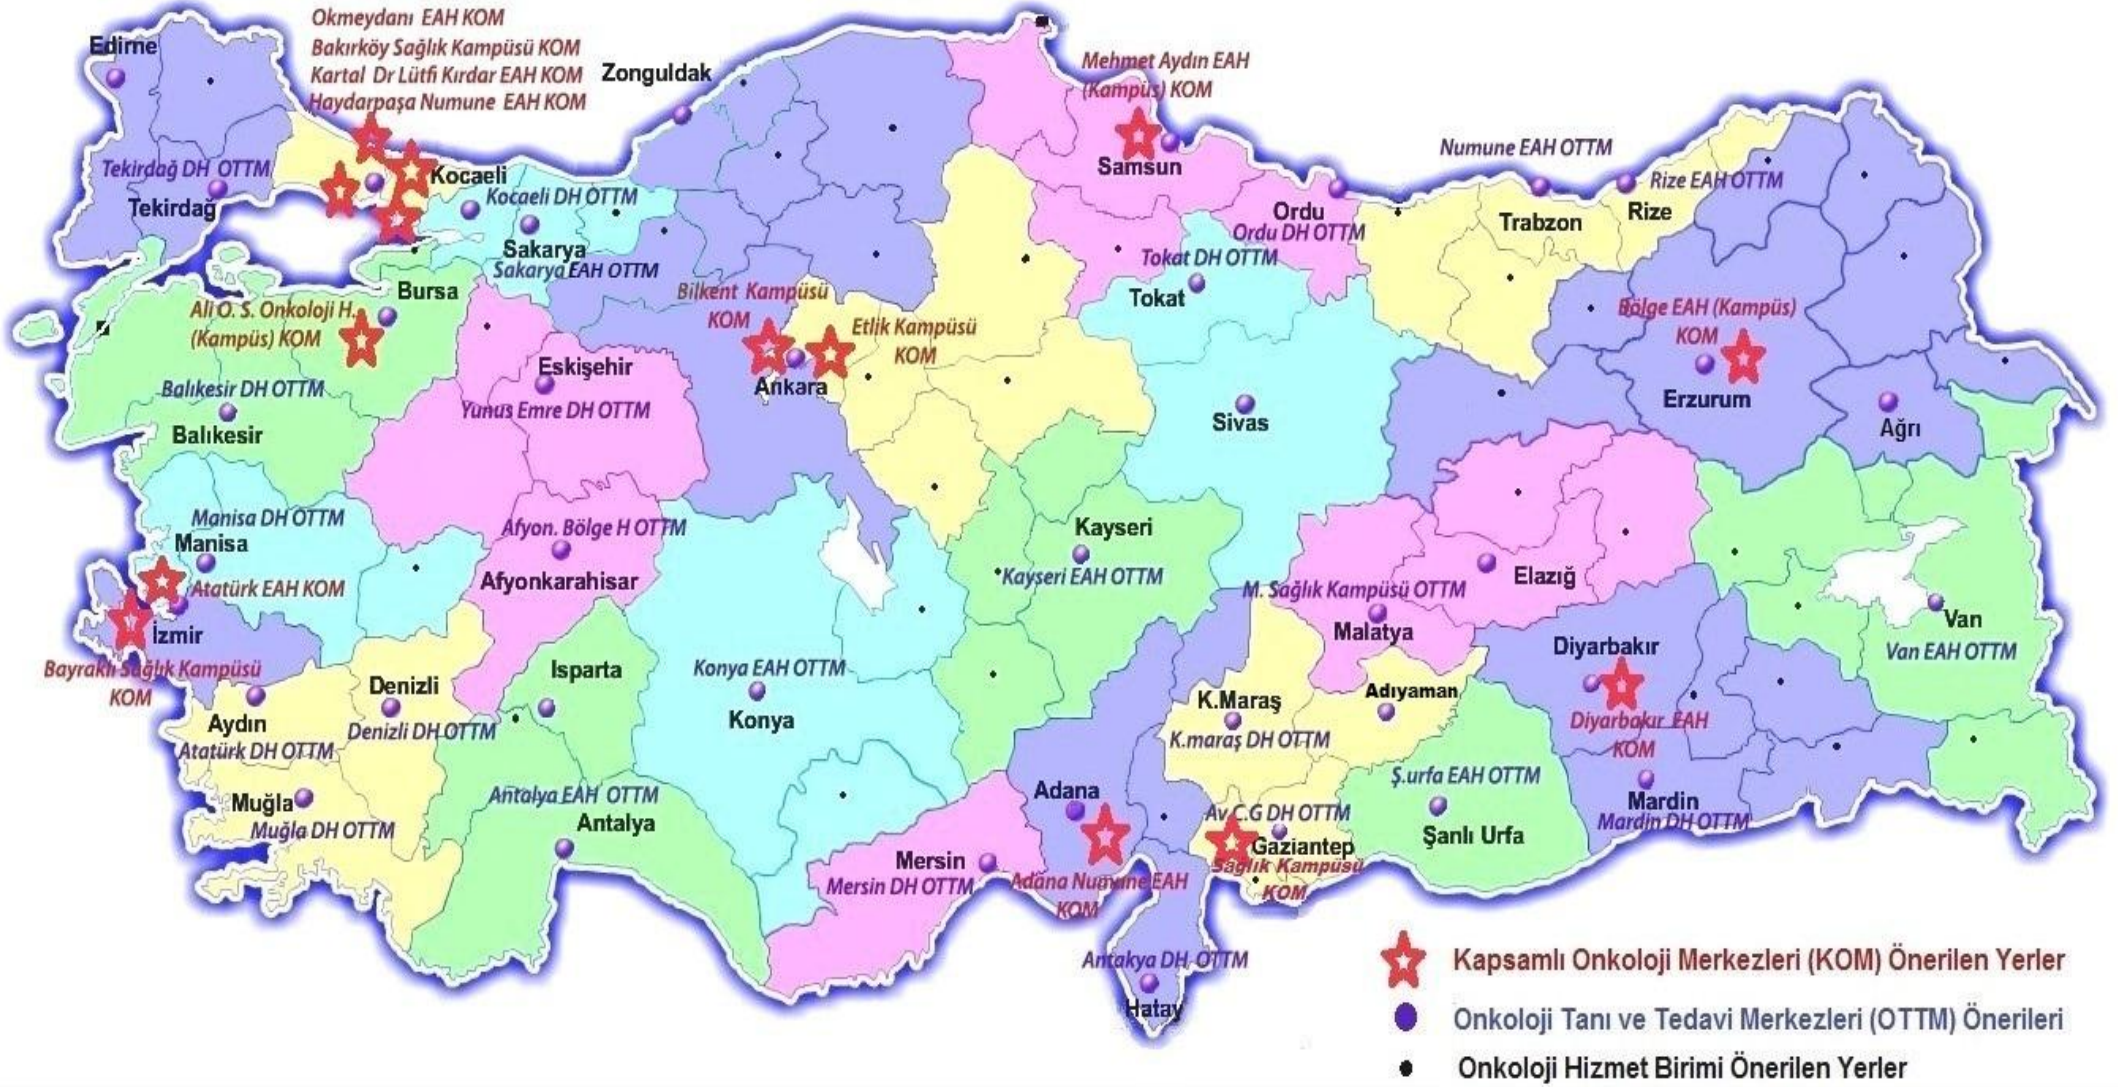 Okmeydanı EAH KOM
Bakırköy Sağlık Kampüsü KOM
Kartal Dr Lütfi Kırdar EAH KOM
Haydarpaşa Numune EAH KOM
Edirne
Zonguldak
Mehmet Aydın EAH
(Kampüs) KOM
Samsun
Numune EAH OTTM
Rize EAH OTTM
Tekirdağ DH OTTM
Tekirdağ
Kocaeli
Kocaeli DH OTTM
Sakarya
Sakarya EAH OTTM
Ordu
Ordu DH OTTM
Trabzon
Rize
Tokat DH OTTM
Tokat
Bursa
Ali O. S. Onkoloji H.
(Kampüs) KOM
Bilkent Kampüsü
KOM
Etlik Kampüsü
KOM
Ankara
Bölge EAH (Kampüs)
KOM
Erzurum
Ağrı
Eskişehir
Yunus Emre DH OTTM
Balıkesir DH OTTM
Balıkesir
Sivas
Manisa DH OTTM
Manisa
Atatürk EAH KOM
Afyon. Bölge H OTTM
Afyonkarahisar
Kayseri
Kayseri EAH OTTM
Elazığ
M. Sağlık Kampüsü OTTM
Malatya
İzmir
Bayraklı Sağlık Kampüsü
KOM
Van
Van EAH OTTM
Diyarbakır
Diyarbakır EAH
KOM
Isparta
Denizli
Denizli DH OTTM
Konya EAH OTTM
Konya
K.Maraş
K.maraş DH OTTM
Adıyaman
Aydın
Atatürk DH OTTM
Muğla
Muğla DH OTTM
Antalya EAH OTTM
Antalya
Adana
Adana Numune EAH
KOM
Av C.G DH OTTM
Gaziantep
Sağlık Kampüsü
KOM
Ş.urfa EAH OTTM
Şanlı Urfa
Mardin
Mardin DH OTTM
Mersin
Mersin DH OTTM
Antakya DH OTTM
Hatay
Kapsamlı Onkoloji Merkezleri (KOM) Önerilen Yerler
Onkoloji Tanı ve Tedavi Merkezleri (OTTM) Önerileri
Onkoloji Hizmet Birimi Önerilen Yerler